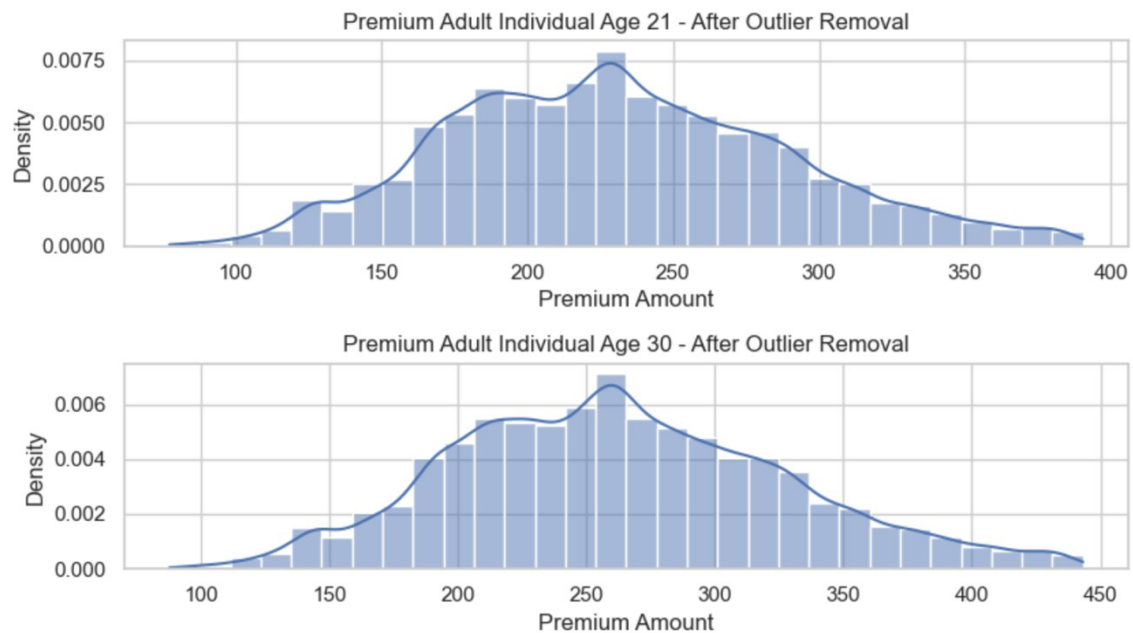 Premium Adult Individual Age 21 - After Outlier Removal
Density
0.0075
0.0050
0.0025
0.0000
100 150 200 250 300 350 400
Premium Amount
Premium Adult Individual Age 30 - After Outlier Removal
Density
0.006
0.004
0.002
0.000
100 150 200 250 300 350 400 450
Premium Amount